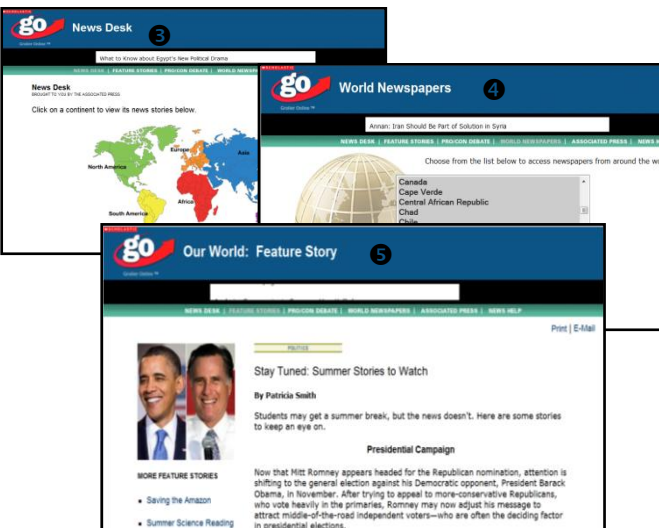 SCHOLASTIC
go
Grolier Online ™
News Desk
❸
What to Know about Egypt's New Political Drama
NEWS DESK | FEATURE STORIES | PRO/CON DEBATE | WORLD NEWSPAPERS
News Desk
BROUGHT TO YOU BY THE ASSOCIATED PRESS
Click on a continent to view its news stories below.
North America
Europe
Asia
Africa
South America
SCHOLASTIC
go
Grolier Online ™
World Newspapers
❹
Annan: Iran Should Be Part of Solution in Syria
NEWS DESK | FEATURE STORIES | PRO/CON DEBATE | WORLD NEWSPAPERS | ASSOCIATED PRESS | NEWS H
Choose from the list below to access newspapers from around the wo
Canada
Cape Verde
Central African Republic
Chad
Chile
SCHOLASTIC
go
Grolier Online ™
Our World: Feature Story
❺
NEWS DESK | FEATURE STORIES | PRO/CON DEBATE | WORLD NEWSPAPERS | ASSOCIATED PRESS | NEWS HELP
Print | E-Mail
POLITICS
Stay Tuned: Summer Stories to Watch
By Patricia Smith
Students may get a summer break, but the news doesn't. Here are some stories
to keep an eye on.
Presidential Campaign
Now that Mitt Romney appears headed for the Republican nomination, attention is
shifting to the general election against his Democratic opponent, President Barack
Obama, in November. After trying to appeal to more-conservative Republicans,
who vote heavily in the primaries, Romney may now adjust his message to
attract middle-of-the-road independent voters—who are often the deciding factor
in presidential elections.
MORE FEATURE STORIES
Saving the Amazon
Summer Science Reading